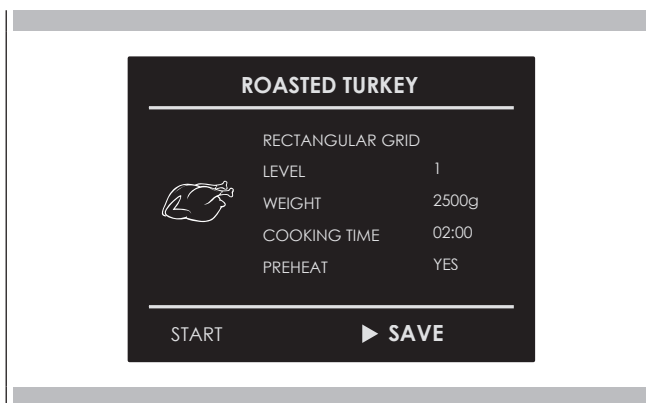 ROASTED TURKEY
RECTANGULAR GRID
LEVEL 1
WEIGHT 2500g
COOKING TIME 02:00
PREHEAT YES
START ▶ SAVE